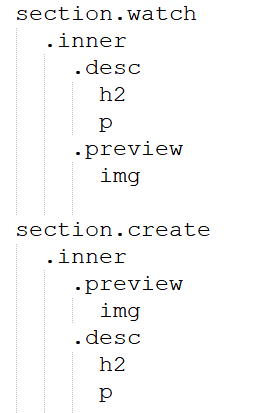 section.watch
.inner
.desc
h2
p
.preview
img
section.create
.inner
.preview
img
.desc
h2
p